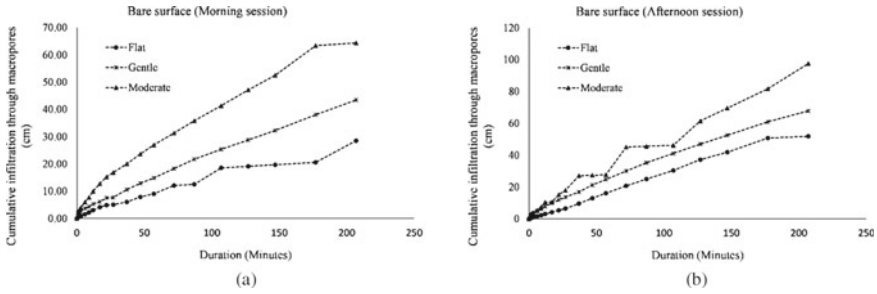 Bare surface (Morning session)
Cumulative infiltration through macropores
(cm)
70.00
60.00
50.00
40.00
30.00
20.00
10.00
0.00
Flat
Gentle
Moderate
0
50
100
150
200
250
Duration (Minutes)
(a)
Bare surface (Afternoon session)
Cumulative infiltration through macropores
(cm)
120
100
80
60
40
20
0
Flat
Gentle
Moderate
0
50
100
150
200
250
Duration (Minutes)
(b)